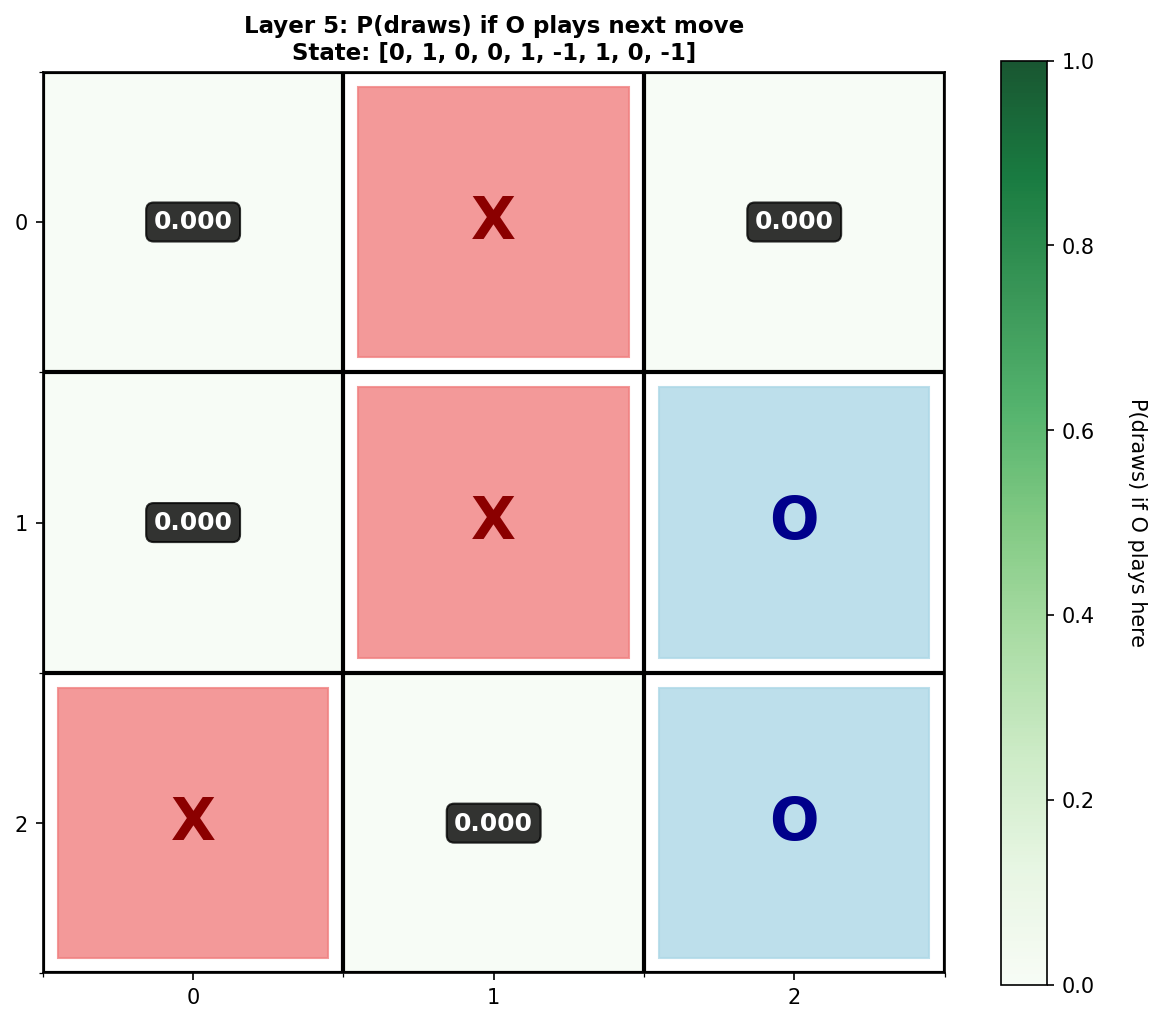 Layer 5: P(draws) if O plays next move
State: [0, 1, 0, 0, 1, -1, 1, 0, -1]
1.0
0
0.000
X
0.000
0.8
0.6
P(draws) if O plays here
1
0.000
X
O
0.4
2
X
0.000
O
0.2
0.0
0
1
2